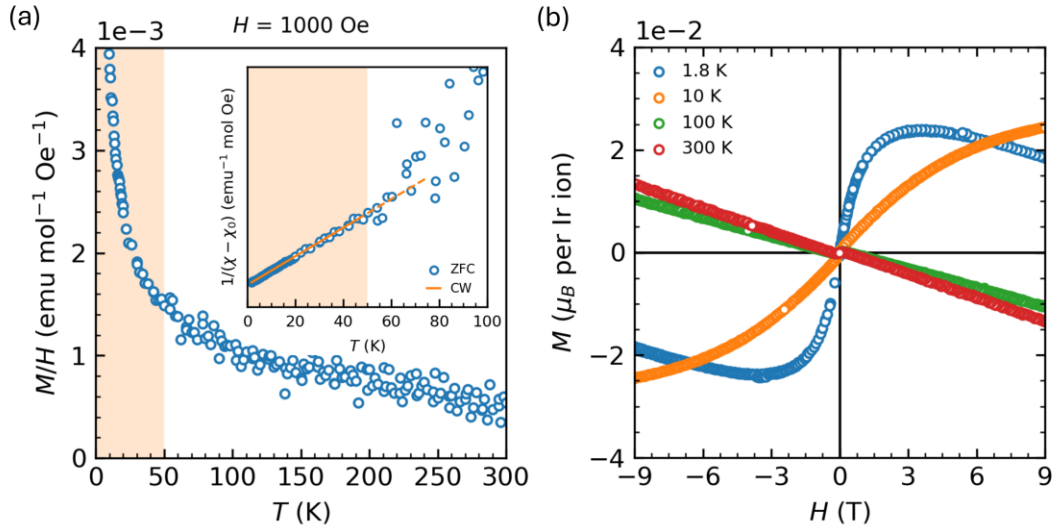 (a)
H = 1000 Oe
1e−3
4
3
2
1
0
M/H (emu mol⁻¹ Oe⁻¹)
0 50 100 150 200 250 300
T (K)
1/(χ − χ₀) (emu⁻¹ mol Oe)
ZFC
CW
0 20 40 60 80 100
T (K)
(b)
1e−2
4
2
0
−2
−4
M (μ_B per Ir ion)
1.8 K
10 K
100 K
300 K
−9 −6 −3 0 3 6 9
H (T)